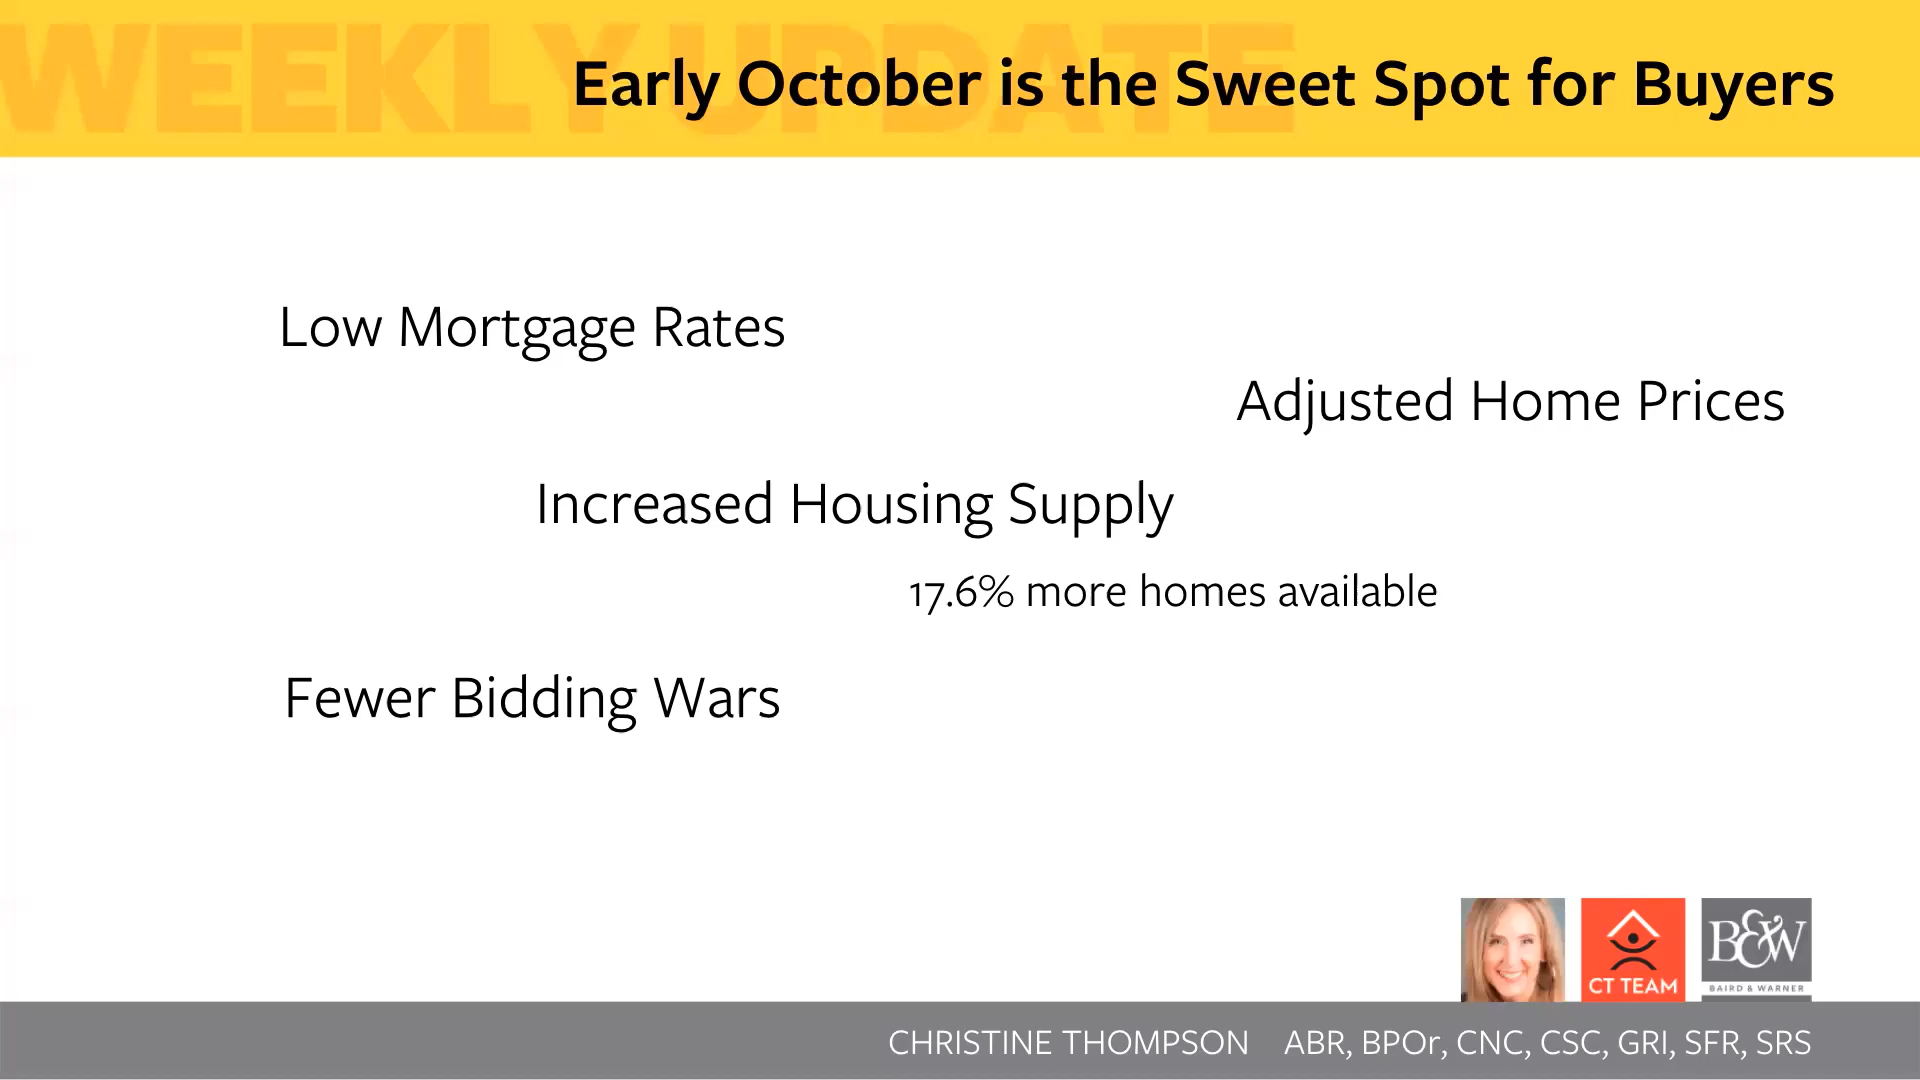 WEEKLY UPDATE
Early October is the Sweet Spot for Buyers
Low Mortgage Rates
Adjusted Home Prices
Increased Housing Supply
17.6% more homes available
Fewer Bidding Wars
CT TEAM
B&W
BAIRD & WARNER
CHRISTINE THOMPSON ABR, BPOr, CNC, CSC, GRI, SFR, SRS